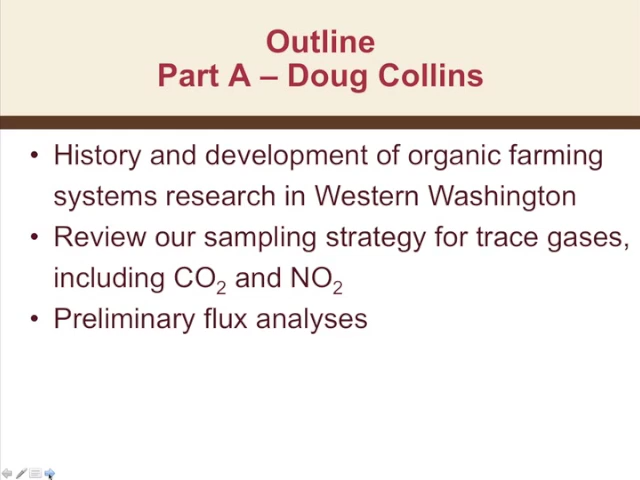 Outline
Part A – Doug Collins
• History and development of organic farming
systems research in Western Washington
• Review our sampling strategy for trace gases,
including CO₂ and NO₂
• Preliminary flux analyses